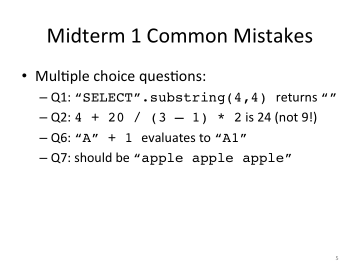 Midterm 1 Common Mistakes
• Multiple choice questions:
– Q1: “SELECT”.substring(4,4) returns “”
– Q2: 4 + 20 / (3 – 1) * 2 is 24 (not 9!)
– Q6: “A” + 1 evaluates to “A1”
– Q7: should be “apple apple apple”
5